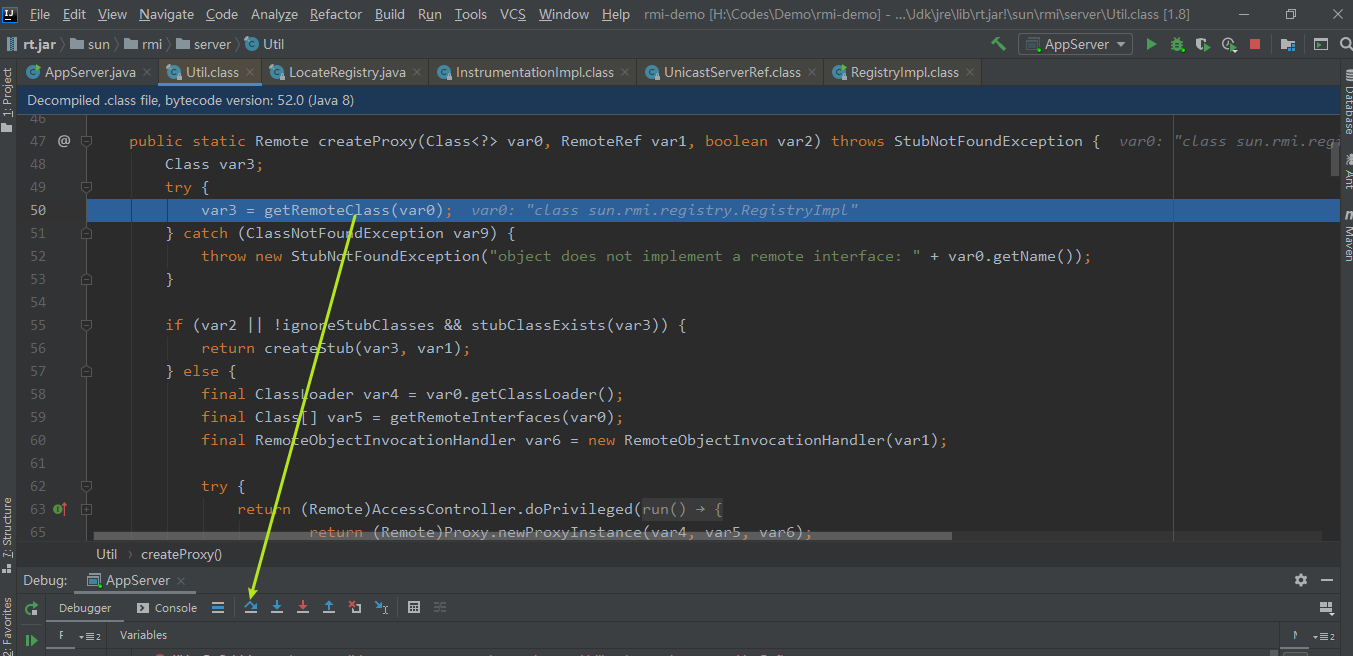 File Edit View Navigate Code Analyze Refactor Build Run Tools VCS Window Help rmi-demo [H:\Codes\Demo\rmi-demo] - ...\Jdk\jre\lib\rt.jar!\sun\rmi\server\Util.class [1.8]
rt.jar sun rmi server Util AppServer
AppServer.java Util.class LocateRegistry.java InstrumentationImpl.class UnicastServerRef.class RegistryImpl.class
Decompiled .class file, bytecode version: 52.0 (Java 8)
46
47 @ public static Remote createProxy(Class<?> var0, RemoteRef var1, boolean var2) throws StubNotFoundException { var0: "class sun.rmi.regi
48 Class var3;
49 try {
50 var3 = getRemoteClass(var0); var0: "class sun.rmi.registry.RegistryImpl"
51 } catch (ClassNotFoundException var9) {
52 throw new StubNotFoundException("object does not implement a remote interface: " + var0.getName());
53 }
54
55 if (var2 || !ignoreStubClasses && stubClassExists(var3)) {
56 return createStub(var3, var1);
57 } else {
58 final ClassLoader var4 = var0.getClassLoader();
59 final Class[] var5 = getRemoteInterfaces(var0);
60 final RemoteObjectInvocationHandler var6 = new RemoteObjectInvocationHandler(var1);
61
62 try {
63 return (Remote)AccessController.doPrivileged(run() → {
65 return (Remote)Proxy.newProxyInstance(var4, var5, var6);
Util createProxy()
Debug: AppServer
Debugger Console
F 2 Variables 2
1: Project
7: Structure
2: Favorites
Database
Ant
Maven